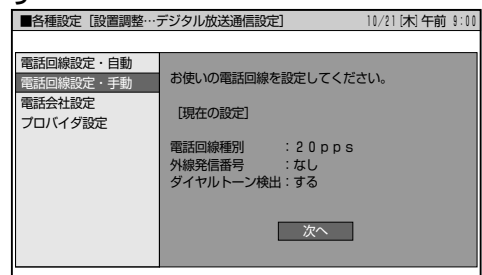 ■各種設定［設置調整…デジタル放送通信設定］ 10/21[木]午前 9:00
電話回線設定・自動
電話回線設定・手動
電話会社設定
プロバイダ設定
お使いの電話回線を設定してください。
［現在の設定］
電話回線種別 ：２０ｐｐｓ
外線発信番号 ：なし
ダイヤルトーン検出：する
次へ